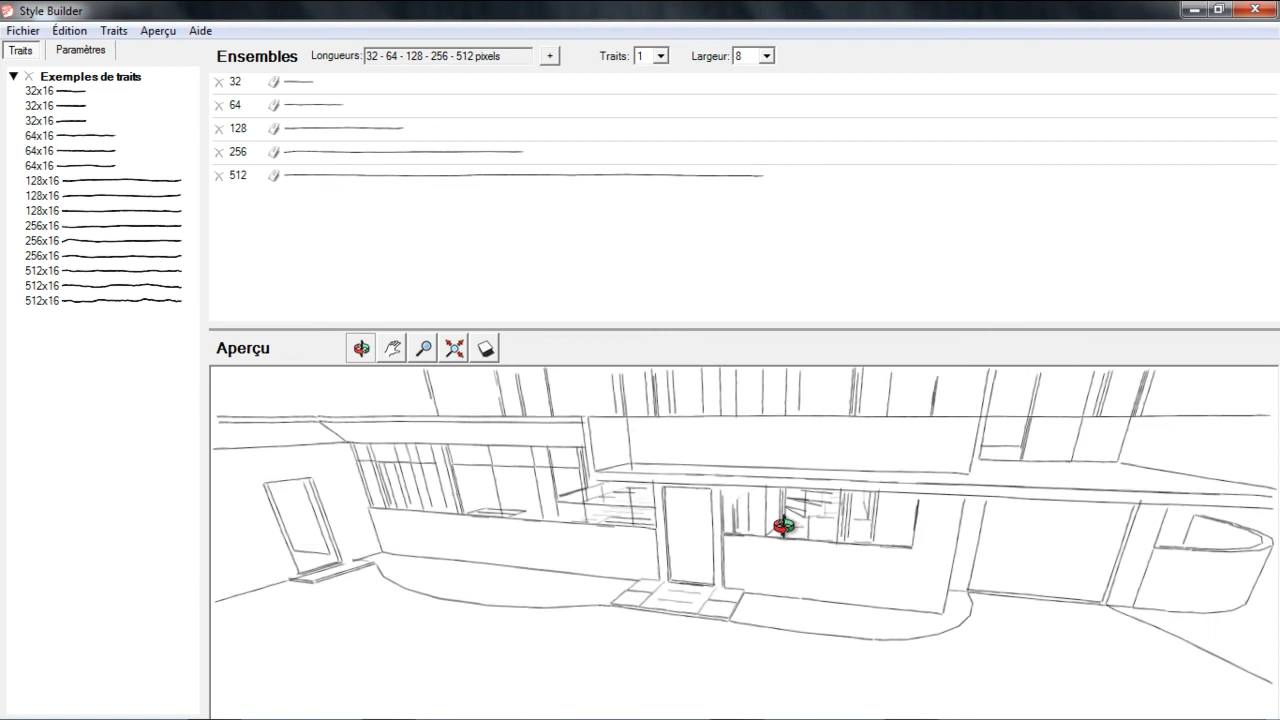 Style Builder
Fichier Édition Traits Aperçu Aide
Traits Paramètres
Ensembles Longueurs: 32 - 64 - 128 - 256 - 512 pixels + Traits: 1 Largeur: 8
Exemples de traits
32x16
32x16
32x16
64x16
64x16
64x16
128x16
128x16
128x16
256x16
256x16
256x16
512x16
512x16
512x16
32
64
128
256
512
Aperçu